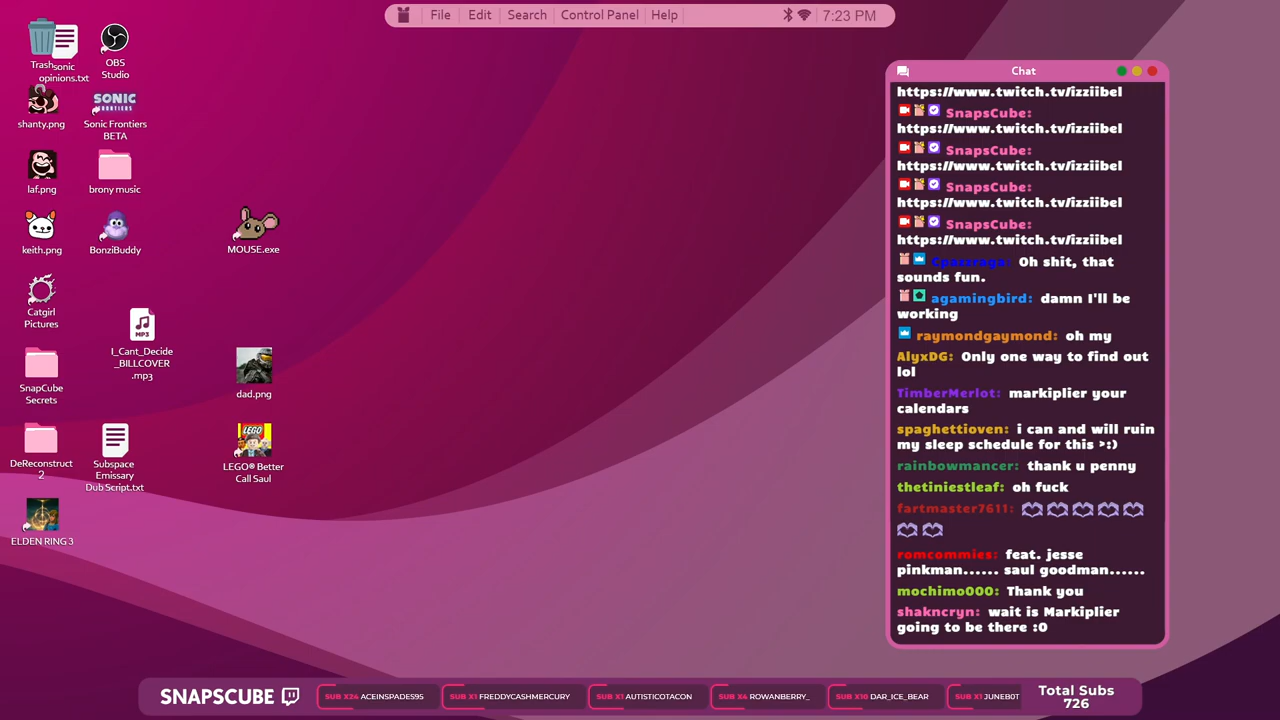 File Edit Search Control Panel Help 7:23 PM
Trash
sonic
opinions.txt
OBS
Studio
shanty.png
SONIC
FRONTIERS
Sonic Frontiers
BETA
laf.png
brony music
keith.png
BonziBuddy
MOUSE.exe
Catgirl
Pictures
MP3
I_Cant_Decide
_BILLCOVER
.mp3
SnapCube
Secrets
dad.png
DeReconstruct
2
Subspace
Emissary
Dub Script.txt
LEGO
LEGO® Better
Call Saul
ELDEN RING 3
Chat
https://www.twitch.tv/izziibel
SnapsCube:
https://www.twitch.tv/izziibel
SnapsCube:
https://www.twitch.tv/izziibel
SnapsCube:
https://www.twitch.tv/izziibel
SnapsCube:
https://www.twitch.tv/izziibel
Oh shit, that
sounds fun.
agamingbird: damn I'll be
working
raymondgaymond: oh my
AlyxDG: Only one way to find out
lol
TimberMerlot: markiplier your
calendars
spaghettioven: i can and will ruin
my sleep schedule for this >:)
rainbowmancer: thank u penny
thetiniestleaf: oh fuck
fartmaster7611:
romcommies: feat. jesse
pinkman...... saul goodman......
mochimo000: Thank you
shakncryn: wait is Markiplier
going to be there :0
SNAPSCUBE
SUB X24 ACEINSPADES95
SUB X1 FREDDYCASHMERCURY
SUB X1 AUTISTICOTACON
SUB X4 ROWANBERRY_
SUB X10 DAR_ICE_BEAR
SUB X1 JUNEBOT
Total Subs
726